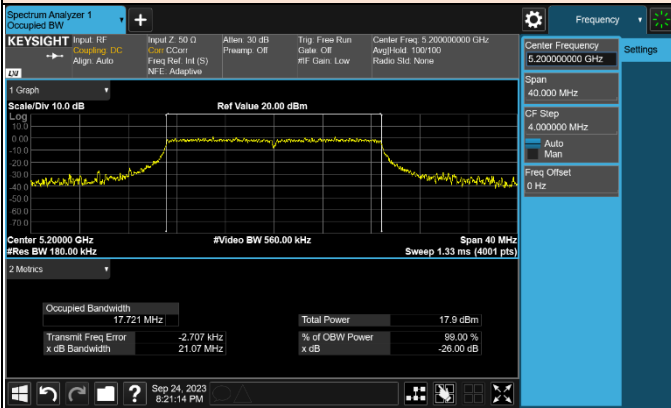 Spectrum Analyzer 1
Occupied BW
+
Frequency
KEYSIGHT
Input: RF
Coupling: DC
Align: Auto
Input Z: 50 Ω
Corr CCorr
Freq Ref: Int (S)
NFE: Adaptive
Atten: 30 dB
Preamp: Off
Trig: Free Run
Gate: Off
#IF Gain: Low
Center Freq: 5.200000000 GHz
Avg|Hold: 100/100
Radio Std: None
LXI
Center Frequency
5.200000000 GHz
Settings
Span
40.000 MHz
CF Step
4.000000 MHz
Auto
Man
Freq Offset
0 Hz
1 Graph
Scale/Div 10.0 dB
Ref Value 20.00 dBm
Log
10.0
0.00
-10.0
-20.0
-30.0
-40.0
-50.0
-60.0
-70.0
Center 5.20000 GHz
#Video BW 560.00 kHz
Span 40 MHz
#Res BW 180.00 kHz
Sweep 1.33 ms (4001 pts)
2 Metrics
Occupied Bandwidth
17.721 MHz
Total Power 17.9 dBm
Transmit Freq Error -2.707 kHz
% of OBW Power 99.00 %
x dB Bandwidth 21.07 MHz
x dB -26.00 dB
?
Sep 24, 2023
8:21:14 PM